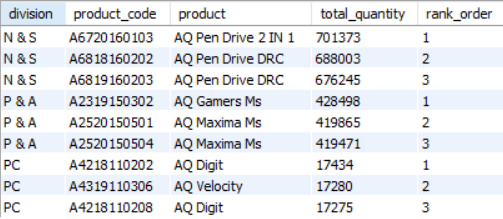 division product_code product total_quantity rank_order
N & S A6720160103 AQ Pen Drive 2 IN 1 701373 1
N & S A6818160202 AQ Pen Drive DRC 688003 2
N & S A6819160203 AQ Pen Drive DRC 676245 3
P & A A2319150302 AQ Gamers Ms 428498 1
P & A A2520150501 AQ Maxima Ms 419865 2
P & A A2520150504 AQ Maxima Ms 419471 3
PC A4218110202 AQ Digit 17434 1
PC A4319110306 AQ Velocity 17280 2
PC A4218110208 AQ Digit 17275 3